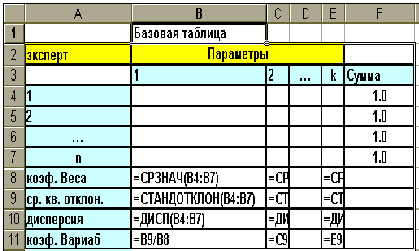 A B C D E F
1 Базовая таблица
2 эксперт Параметры
3 1 2 ... k Сумма
4 1 1.0
5 2 1.0
6 ... 1.0
7 n 1.0
8 коэф. Веса =СРЗНАЧ(B4:B7) =СР =СР
9 ср. кв. отклон. =СТАНДОТКЛОН(B4:B7) =СТ =СТ
10 дисперсия =ДИСП(B4:B7) =ДИ =ДИ
11 коэф. Вариаб =B9/B8 =C9 =E9